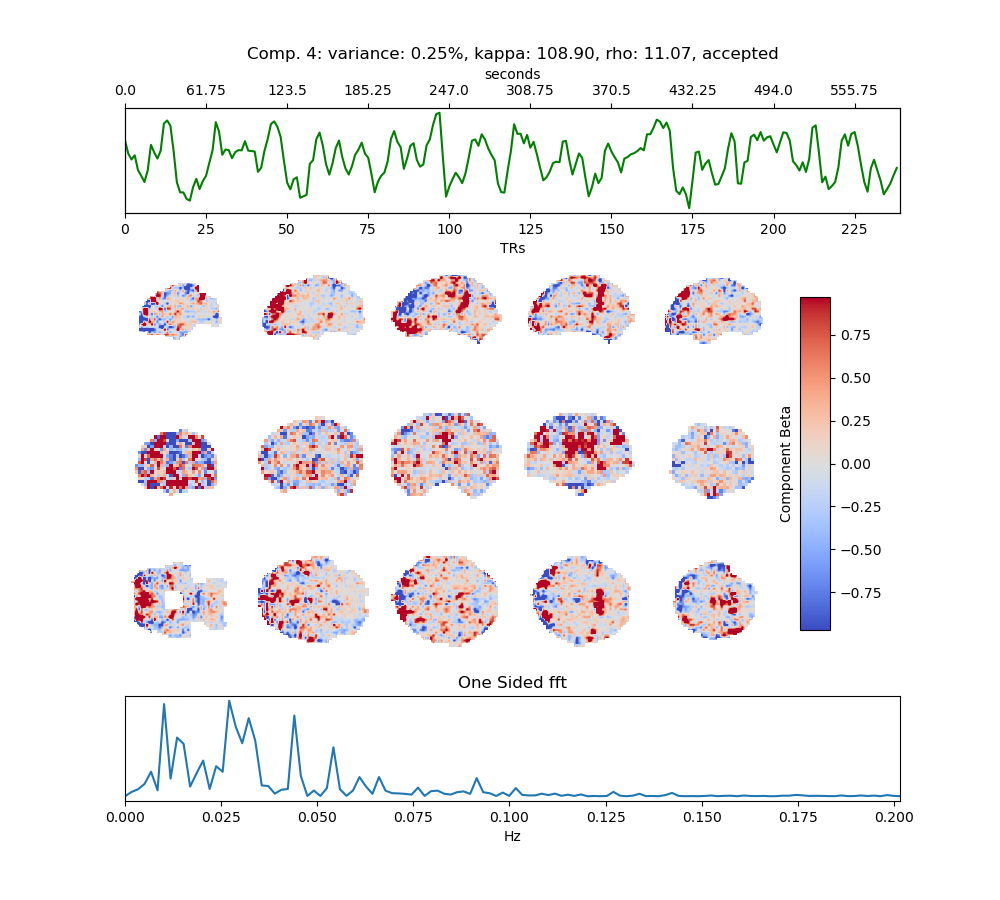 Comp. 4: variance: 0.25%, kappa: 108.90, rho: 11.07, accepted
seconds
0.0 61.75 123.5 185.25 247.0 308.75 370.5 432.25 494.0 555.75
0 25 50 75 100 125 150 175 200 225
TRs
0.75
0.50
0.25
0.00
−0.25
−0.50
−0.75
Component Beta
One Sided fft
0.000 0.025 0.050 0.075 0.100 0.125 0.150 0.175 0.200
Hz